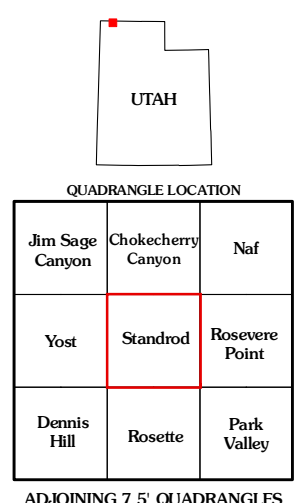 UTAH
QUADRANGLE LOCATION
Jim Sage Canyon
Chokecherry Canyon
Naf
Yost
Standrod
Rosevere Point
Dennis Hill
Rosette
Park Valley
ADJOINING 7.5' QUADRANGLES